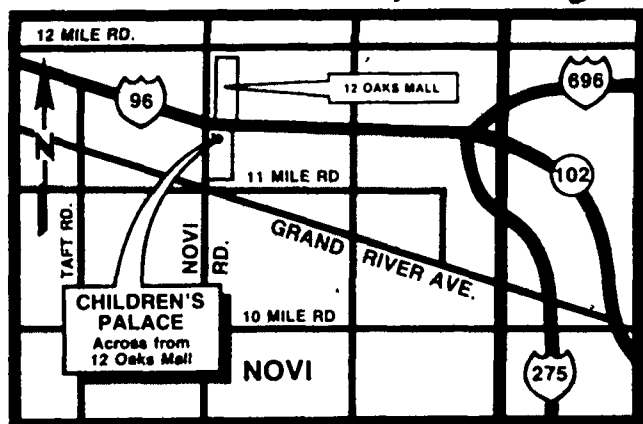 12 MILE RD.
96
12 OAKS MALL
696
N
11 MILE RD
102
TAFT RD.
NOVI
RD.
GRAND RIVER AVE.
CHILDREN'S
PALACE
Across from
12 Oaks Mall
10 MILE RD
NOVI
275